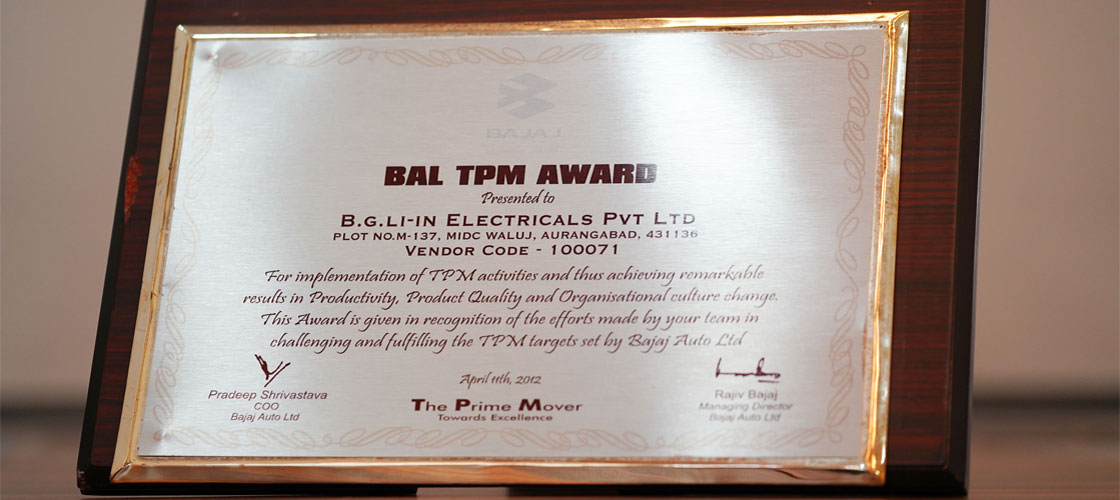 BAJAJ
BAL TPM AWARD
Presented to
B.G.LI-IN ELECTRICALS PVT LTD
PLOT NO.M-137, MIDC WALUJ, AURANGABAD, 431136
VENDOR CODE - 100071
For implementation of TPM activities and thus achieving remarkable
results in Productivity, Product Quality and Organisational culture change.
This Award is given in recognition of the efforts made by your team in
challenging and fulfilling the TPM targets set by Bajaj Auto Ltd
Pradeep Shrivastava
COO
Bajaj Auto Ltd
April 11th, 2012
The Prime Mover
Towards Excellence
Rajiv Bajaj
Managing Director
Bajaj Auto Ltd